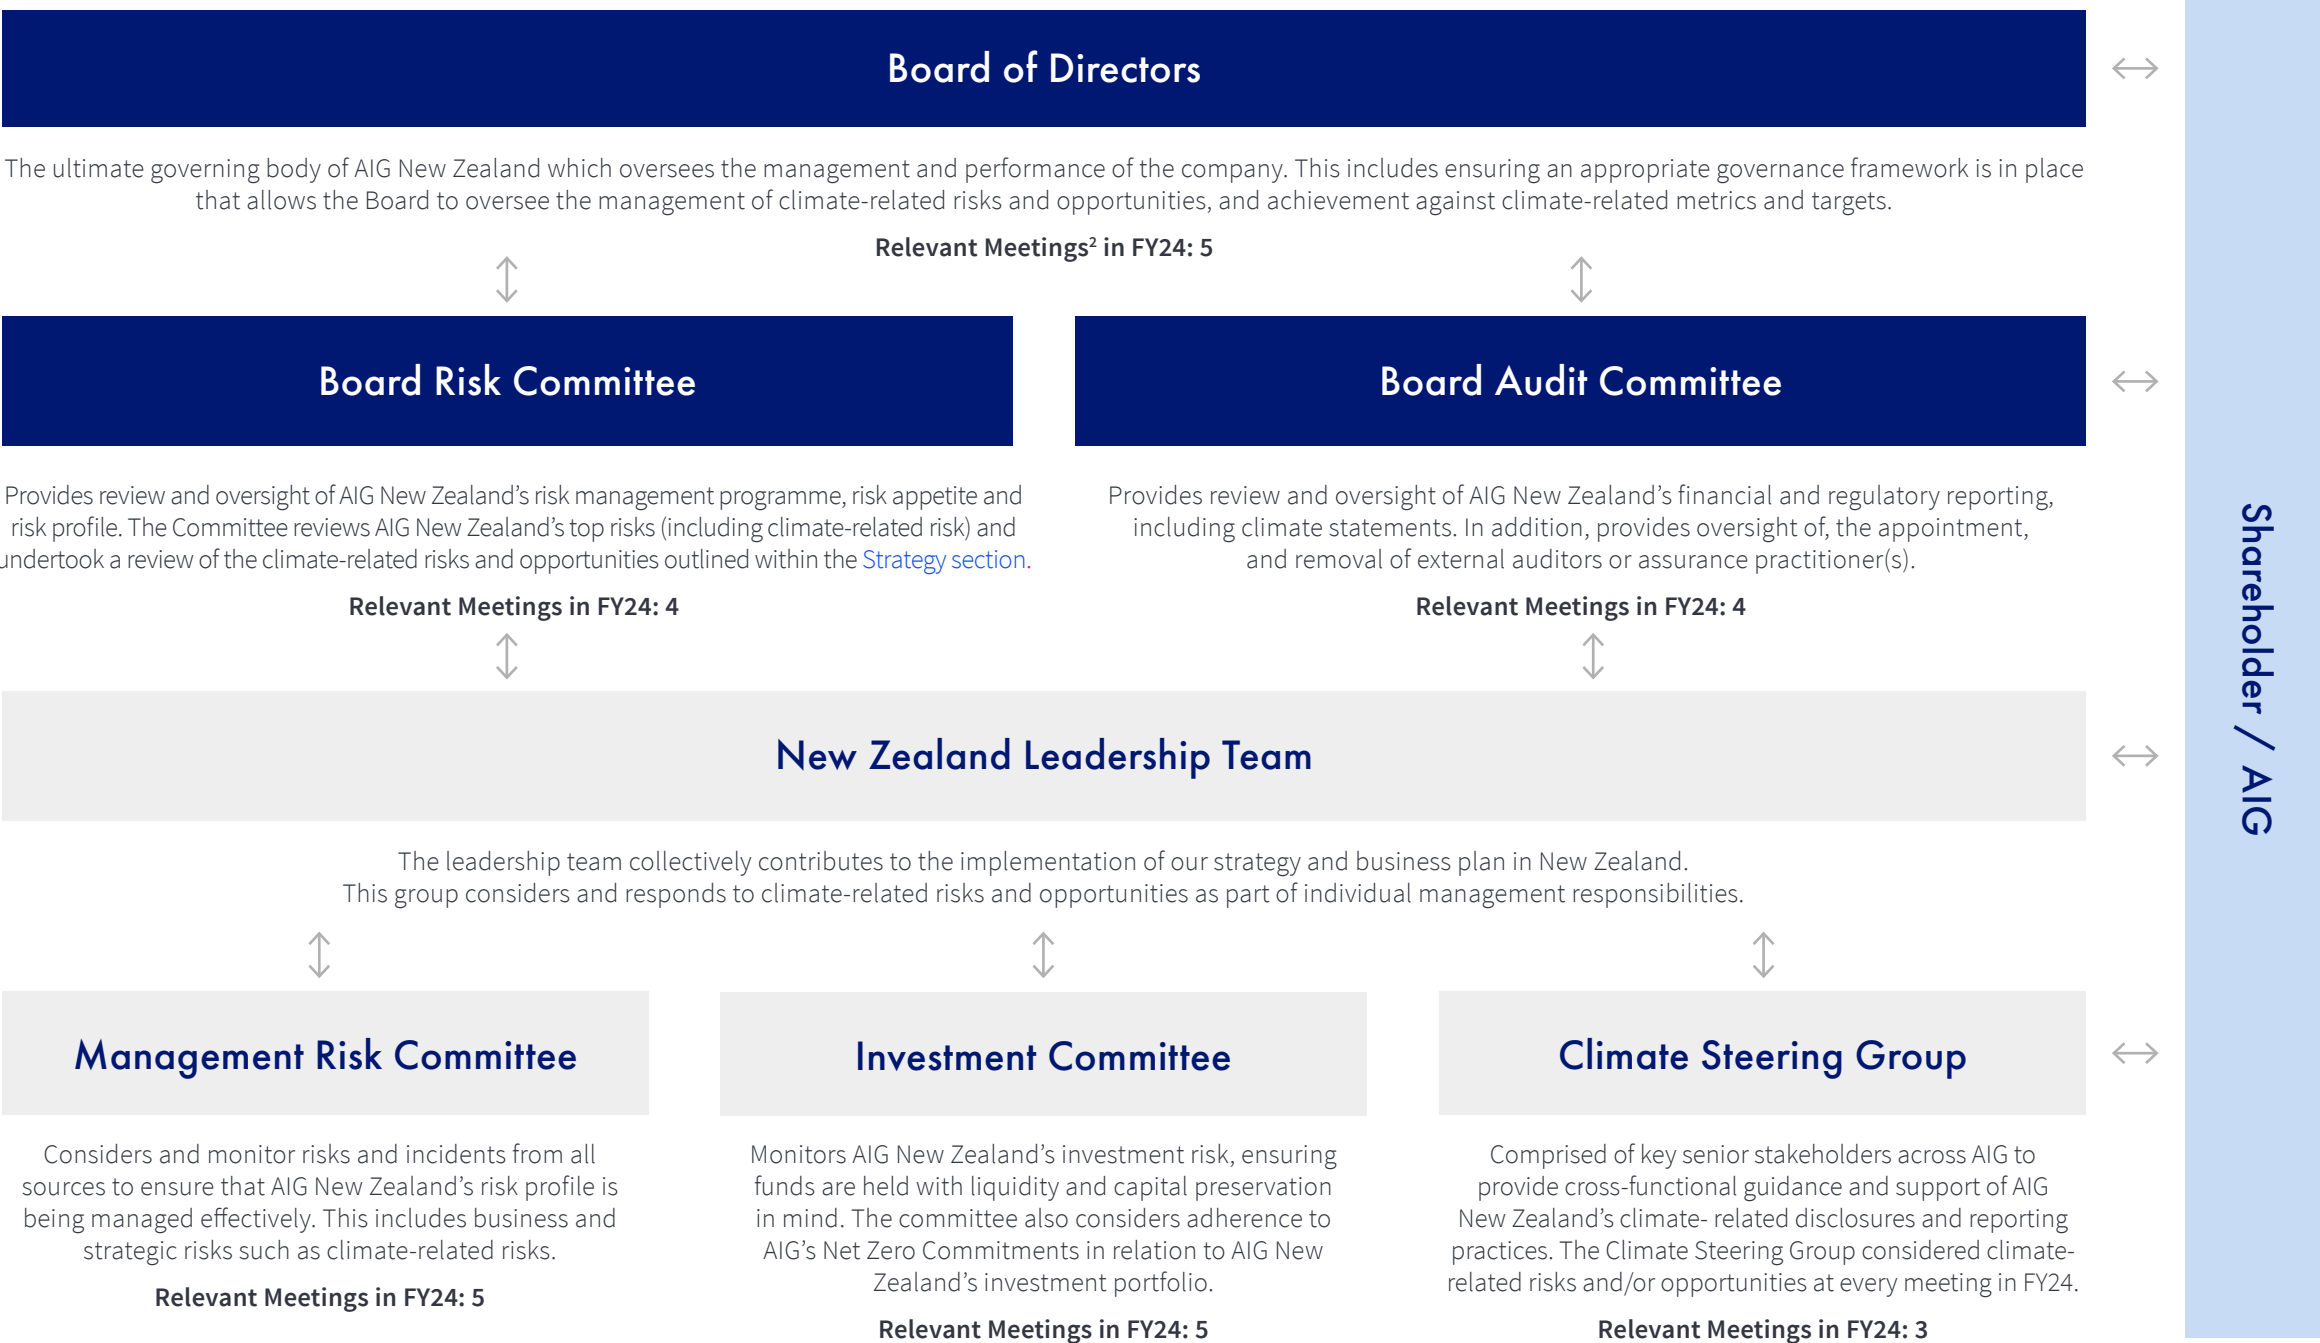 Board of Directors
The ultimate governing body of AIG New Zealand which oversees the management and performance of the company. This includes ensuring an appropriate governance framework is in place
that allows the Board to oversee the management of climate-related risks and opportunities, and achievement against climate-related metrics and targets.
Relevant Meetings² in FY24: 5
Board Risk Committee
Provides review and oversight of AIG New Zealand’s risk management programme, risk appetite and
risk profile. The Committee reviews AIG New Zealand’s top risks (including climate-related risk) and
undertook a review of the climate-related risks and opportunities outlined within the Strategy section.
Relevant Meetings in FY24: 4
Board Audit Committee
Provides review and oversight of AIG New Zealand’s financial and regulatory reporting,
including climate statements. In addition, provides oversight of, the appointment,
and removal of external auditors or assurance practitioner(s).
Relevant Meetings in FY24: 4
New Zealand Leadership Team
The leadership team collectively contributes to the implementation of our strategy and business plan in New Zealand.
This group considers and responds to climate-related risks and opportunities as part of individual management responsibilities.
Management Risk Committee
Considers and monitor risks and incidents from all
sources to ensure that AIG New Zealand’s risk profile is
being managed effectively. This includes business and
strategic risks such as climate-related risks.
Relevant Meetings in FY24: 5
Investment Committee
Monitors AIG New Zealand’s investment risk, ensuring
funds are held with liquidity and capital preservation
in mind. The committee also considers adherence to
AIG’s Net Zero Commitments in relation to AIG New
Zealand’s investment portfolio.
Relevant Meetings in FY24: 5
Climate Steering Group
Comprised of key senior stakeholders across AIG to
provide cross-functional guidance and support of AIG
New Zealand’s climate- related disclosures and reporting
practices. The Climate Steering Group considered climate-
related risks and/or opportunities at every meeting in FY24.
Relevant Meetings in FY24: 3
Shareholder / AIG